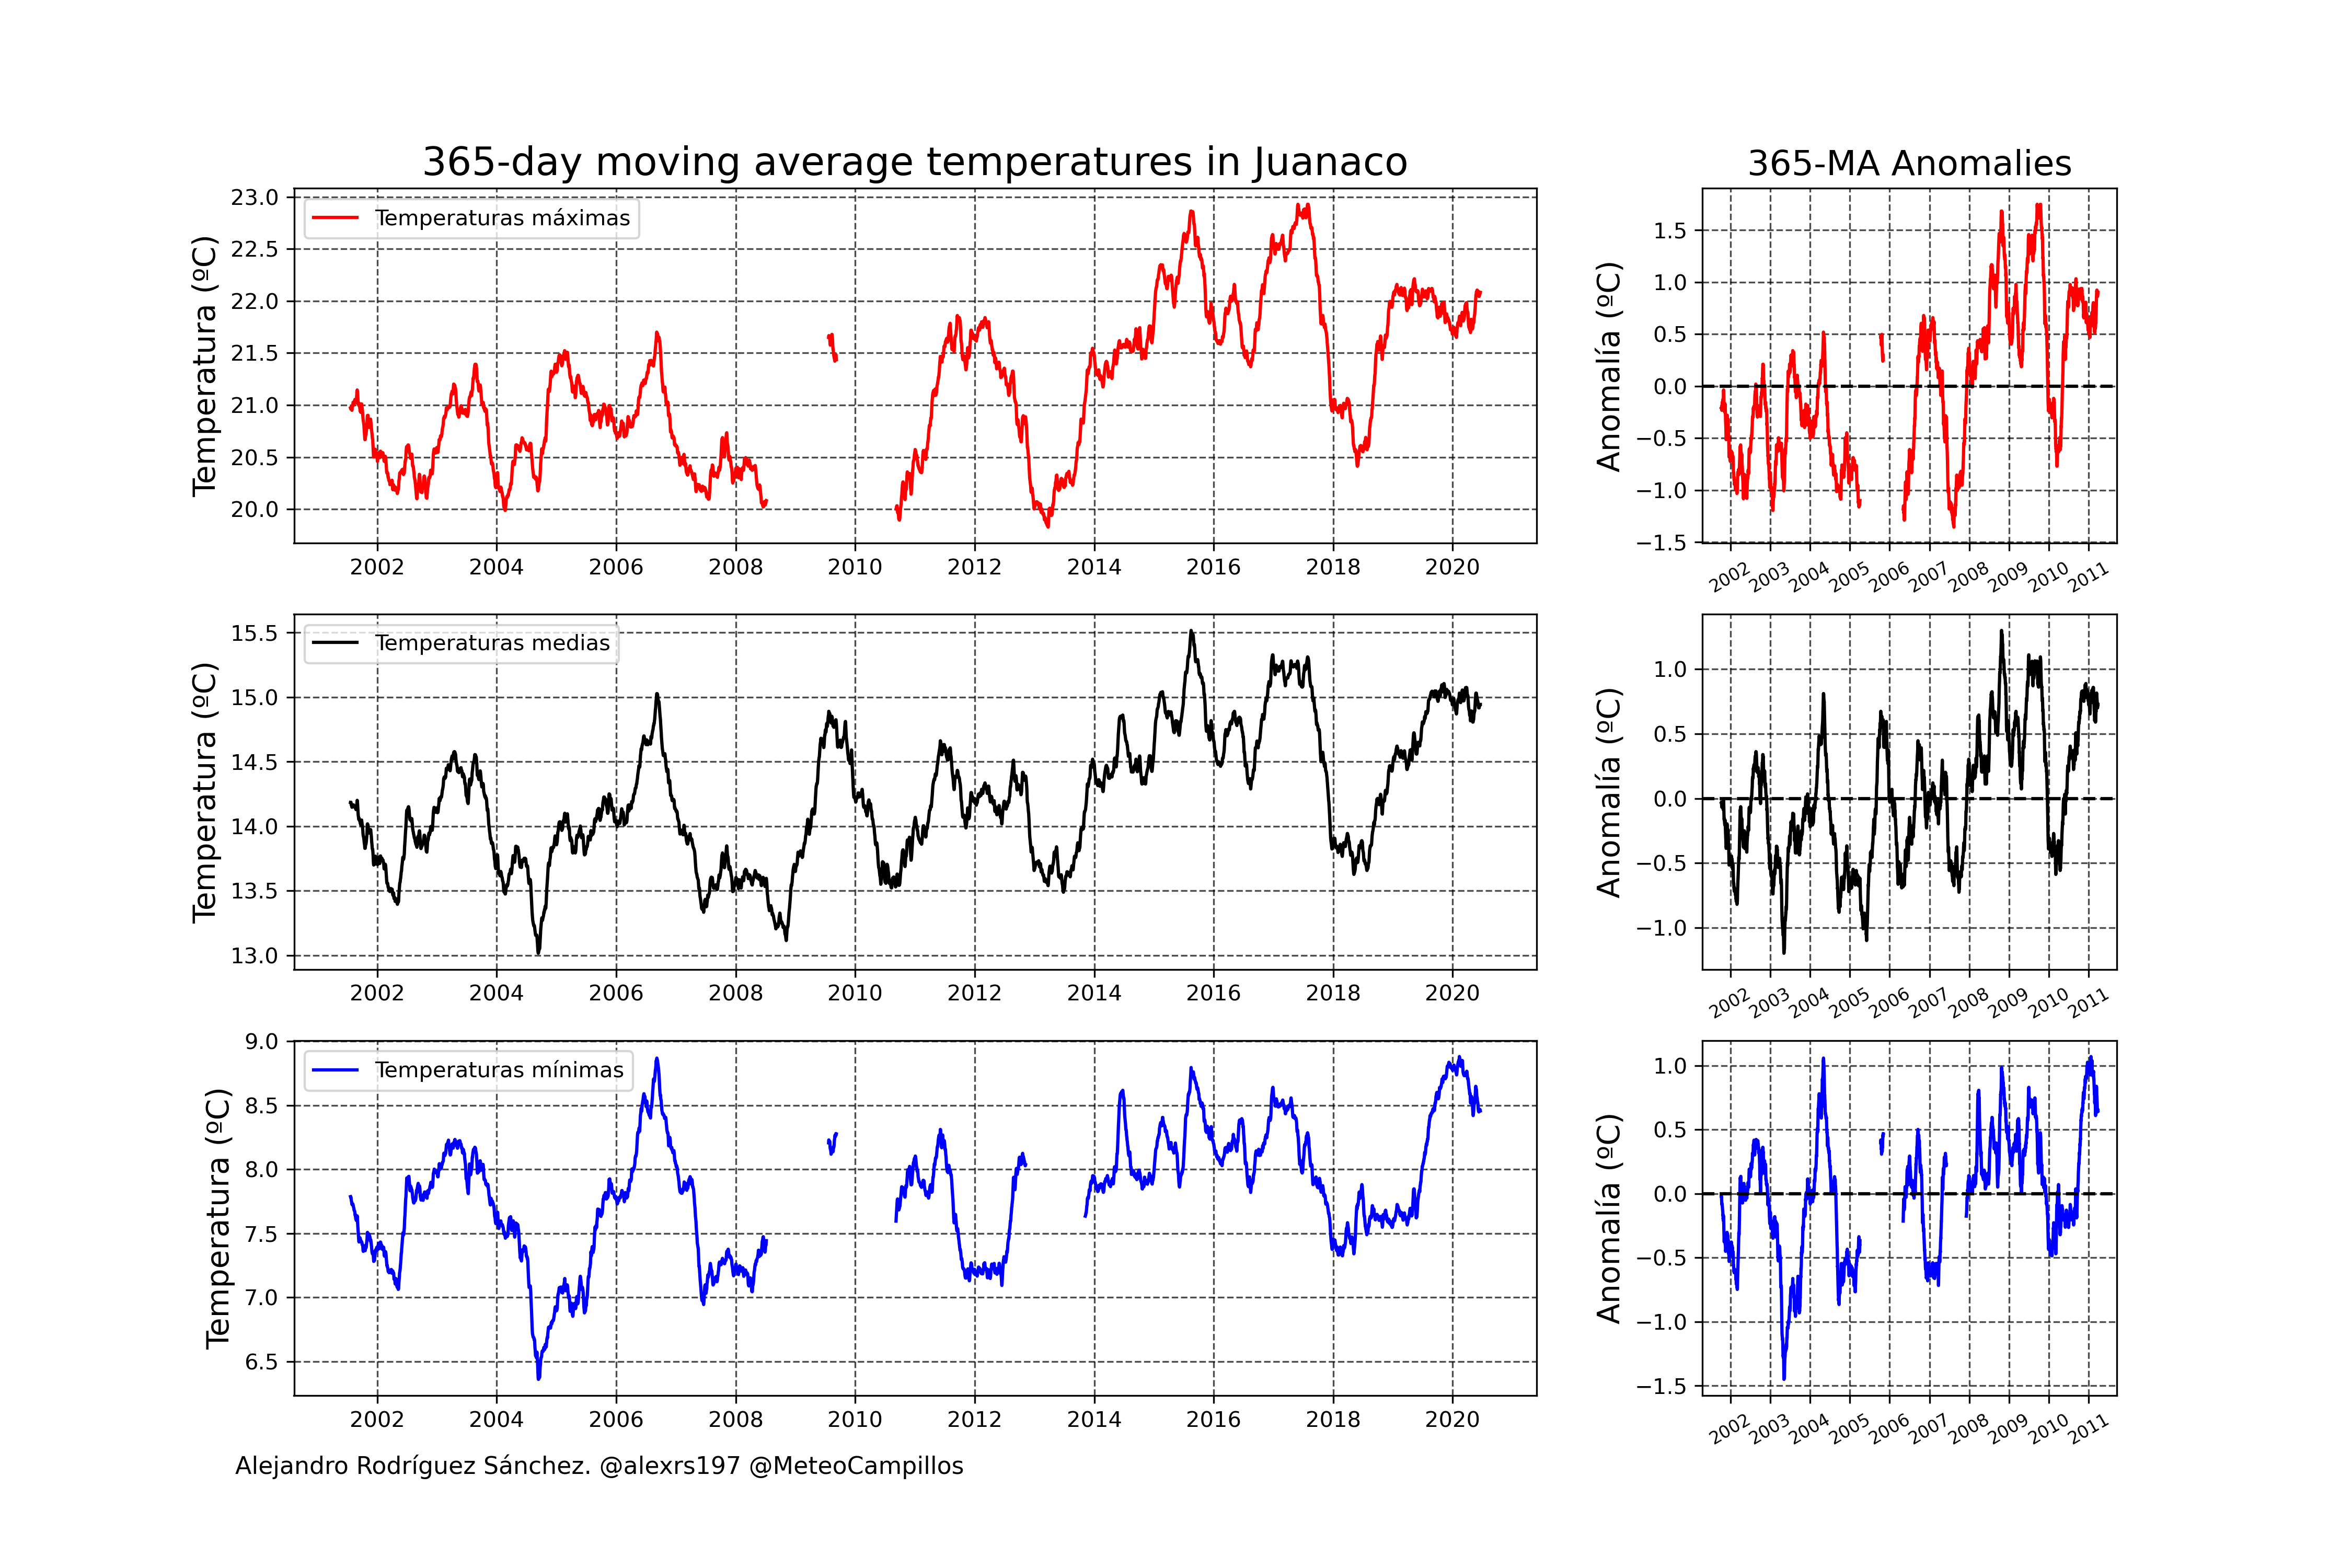 365-day moving average temperatures in Juanaco
Temperatura (ºC)
23.0
22.5
22.0
21.5
21.0
20.5
20.0
Temperaturas máximas
2002 2004 2006 2008 2010 2012 2014 2016 2018 2020
365-MA Anomalies
Anomalía (ºC)
1.5
1.0
0.5
0.0
−0.5
−1.0
−1.5
2002 2003 2004 2005 2006 2007 2008 2009 2010 2011
Temperatura (ºC)
15.5
15.0
14.5
14.0
13.5
13.0
Temperaturas medias
2002 2004 2006 2008 2010 2012 2014 2016 2018 2020
Anomalía (ºC)
1.0
0.5
0.0
−0.5
−1.0
2002 2003 2004 2005 2006 2007 2008 2009 2010 2011
Temperatura (ºC)
9.0
8.5
8.0
7.5
7.0
6.5
Temperaturas mínimas
2002 2004 2006 2008 2010 2012 2014 2016 2018 2020
Anomalía (ºC)
1.0
0.5
0.0
−0.5
−1.0
−1.5
2002 2003 2004 2005 2006 2007 2008 2009 2010 2011
Alejandro Rodríguez Sánchez. @alexrs197 @MeteoCampillos